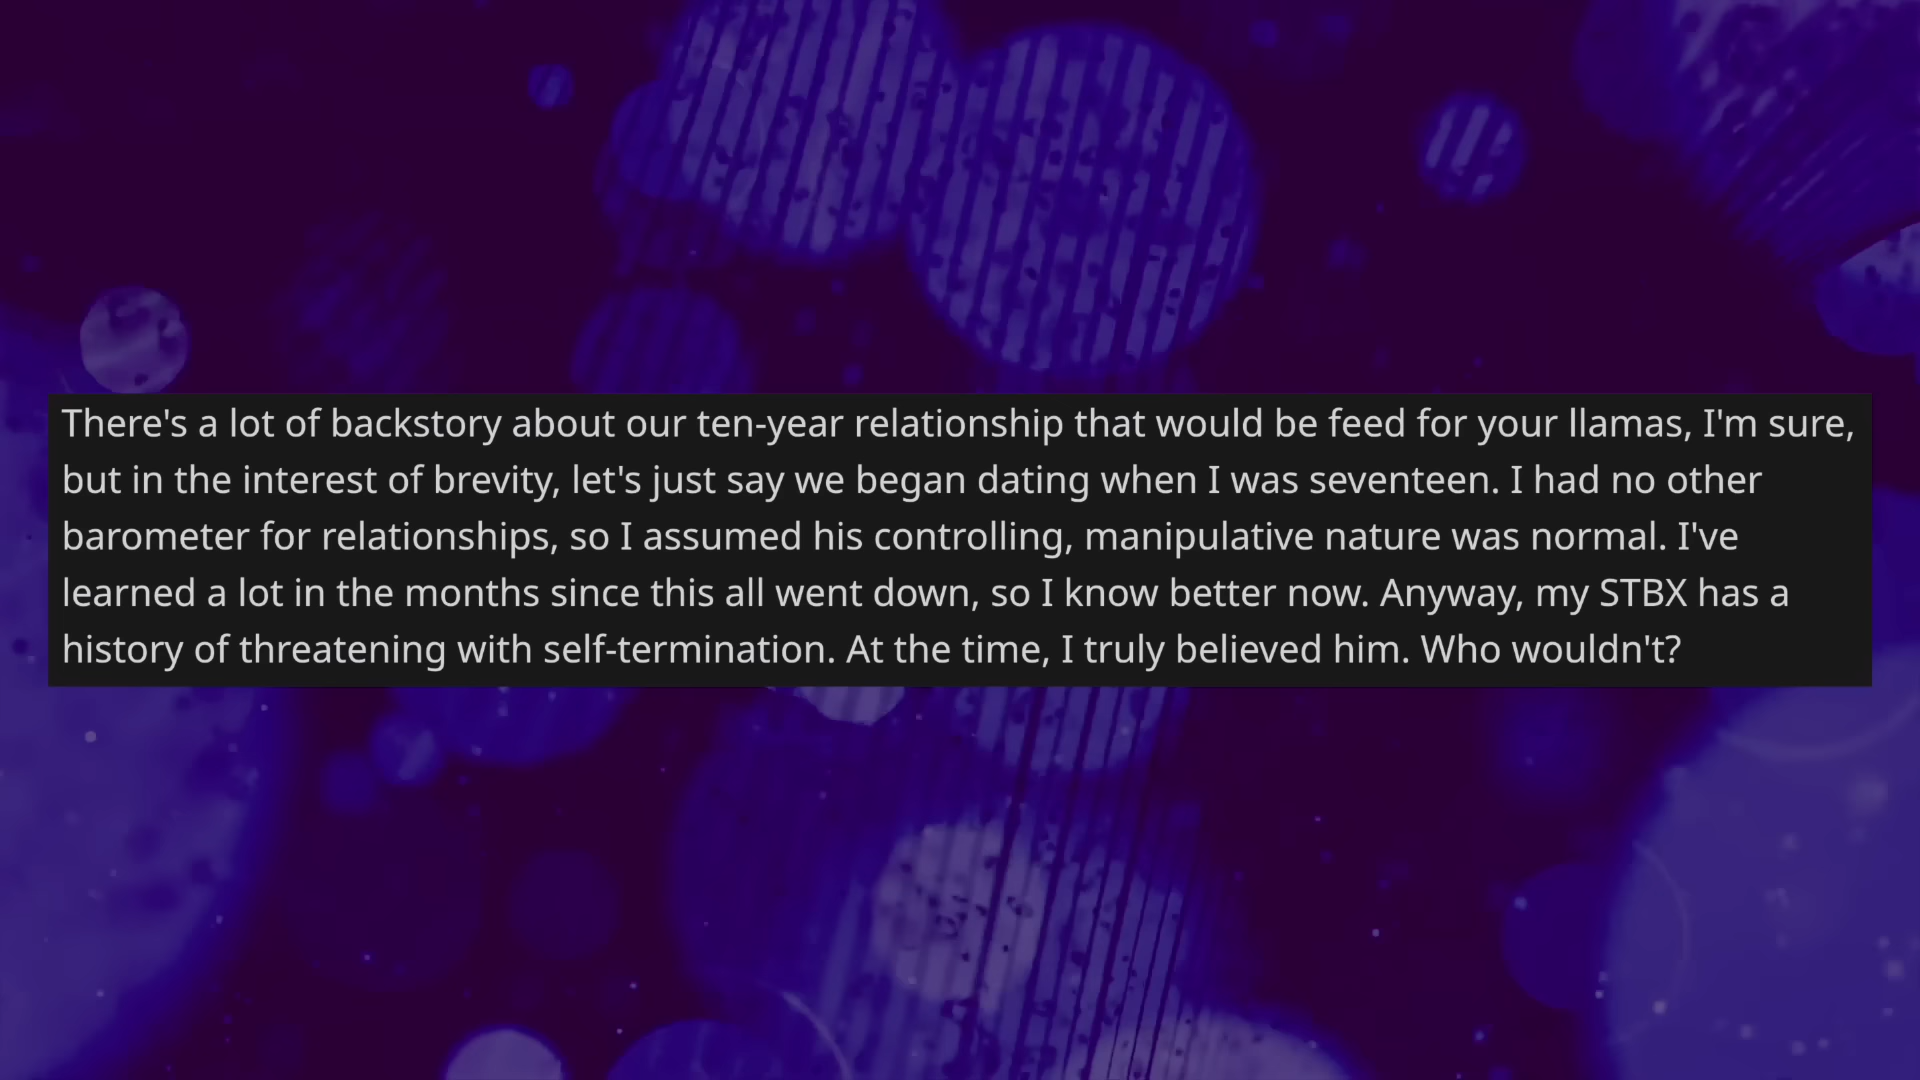 There's a lot of backstory about our ten-year relationship that would be feed for your llamas, I'm sure,
but in the interest of brevity, let's just say we began dating when I was seventeen. I had no other
barometer for relationships, so I assumed his controlling, manipulative nature was normal. I've
learned a lot in the months since this all went down, so I know better now. Anyway, my STBX has a
history of threatening with self-termination. At the time, I truly believed him. Who wouldn't?